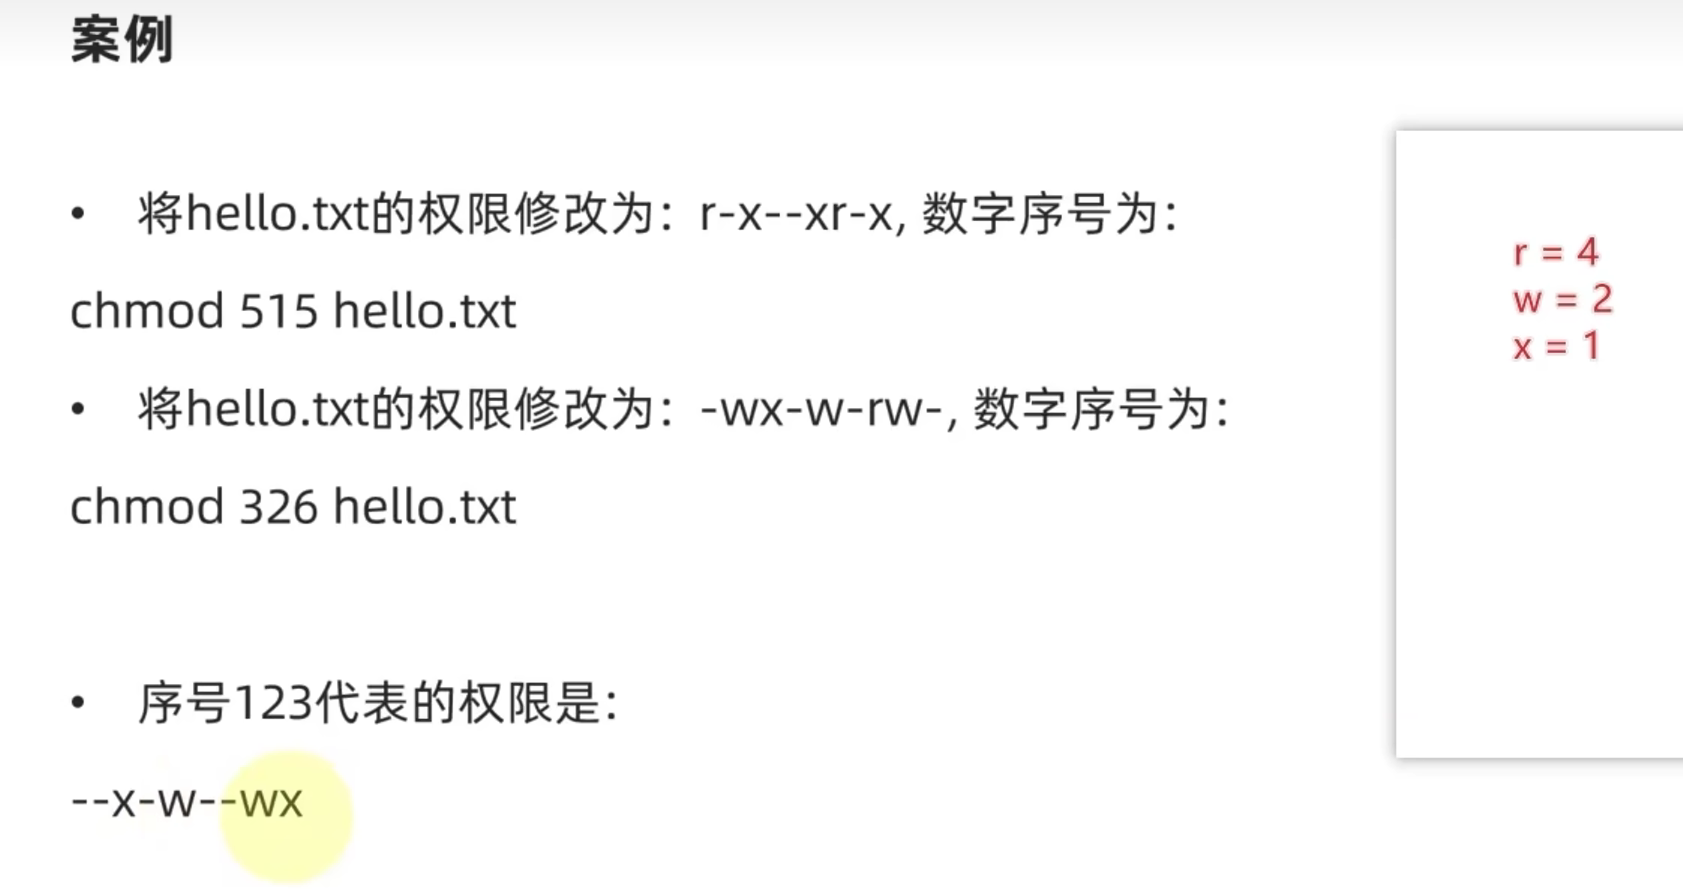 案例
• 将hello.txt的权限修改为：r-x--xr-x, 数字序号为：
chmod 515 hello.txt
• 将hello.txt的权限修改为：-wx-w-rw-, 数字序号为：
chmod 326 hello.txt
• 序号123代表的权限是：
--x-w--wx
r = 4
w = 2
x = 1